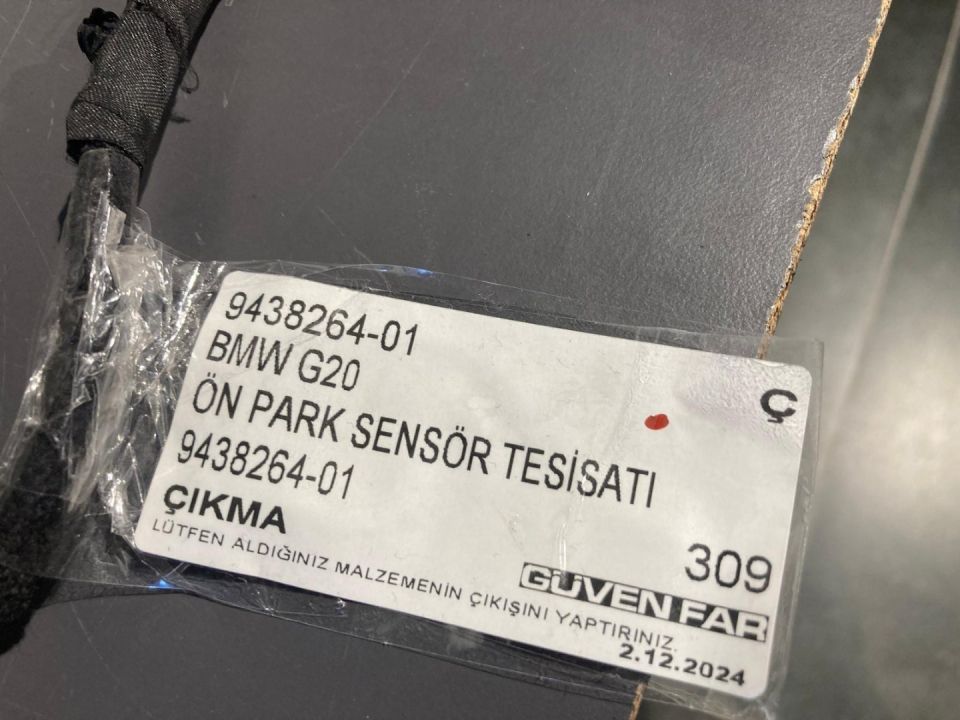 9438264-01
BMW G20
Ç
ÖN PARK SENSÖR TESİSATI
9438264-01
ÇIKMA
309
LÜTFEN ALDIĞINIZ MALZEMENİN ÇIKIŞINI YAPTIRINIZ.
GÜVEN FAR
2.12.2024